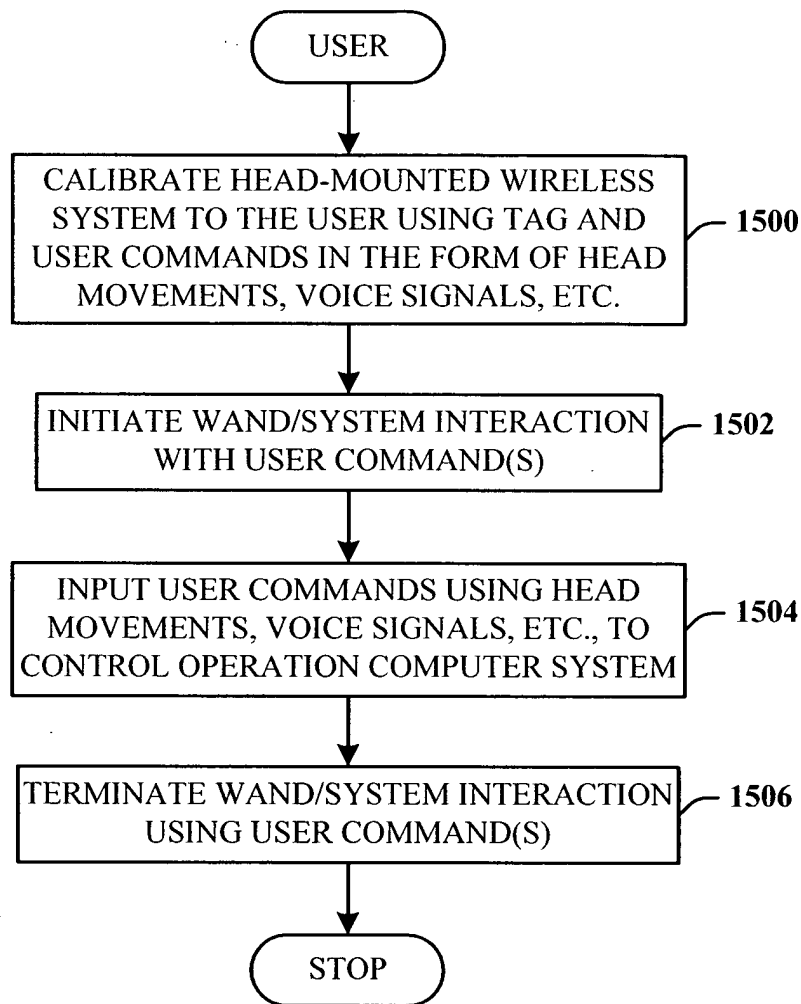 USER
CALIBRATE HEAD-MOUNTED WIRELESS
SYSTEM TO THE USER USING TAG AND
USER COMMANDS IN THE FORM OF HEAD
MOVEMENTS, VOICE SIGNALS, ETC.
1500
INITIATE WAND/SYSTEM INTERACTION
WITH USER COMMAND(S)
1502
INPUT USER COMMANDS USING HEAD
MOVEMENTS, VOICE SIGNALS, ETC., TO
CONTROL OPERATION COMPUTER SYSTEM
1504
TERMINATE WAND/SYSTEM INTERACTION
USING USER COMMAND(S)
1506
STOP